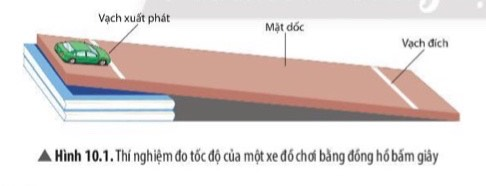 Vạch xuất phát
Mặt dốc
Vạch đích
▲ Hình 10.1. Thí nghiệm đo tốc độ của một xe đồ chơi bằng đồng hồ bấm giây